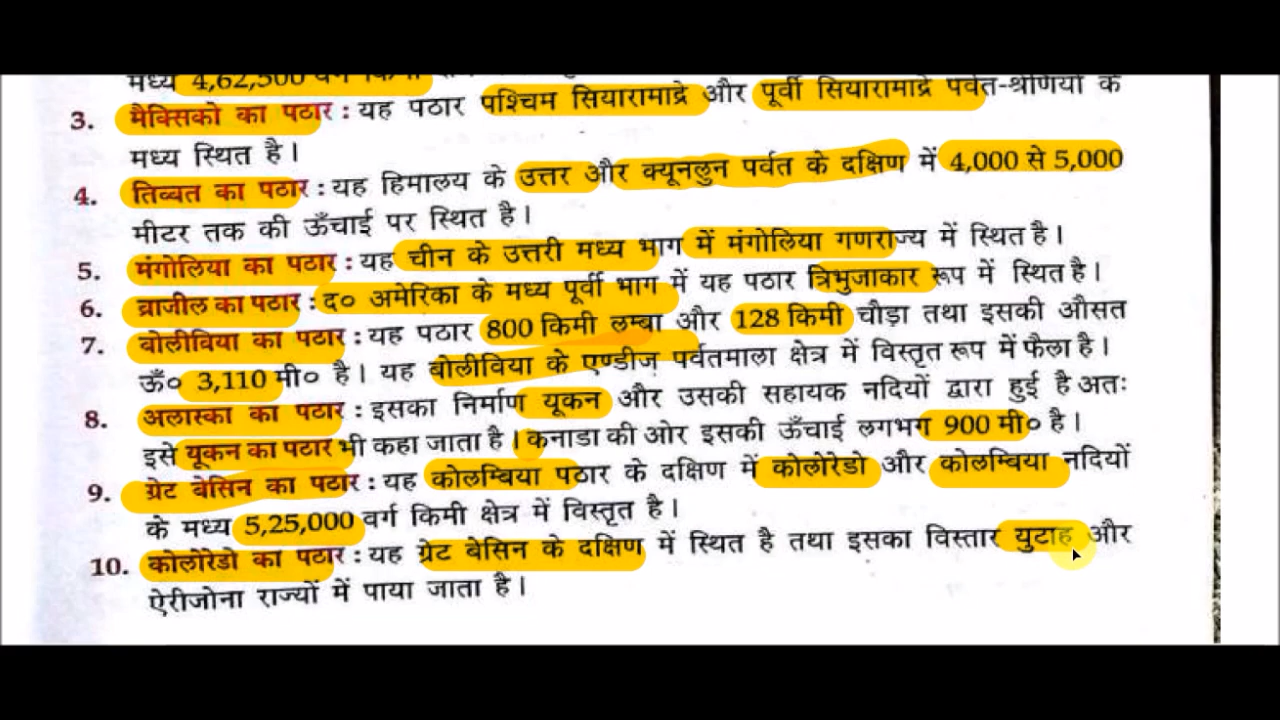 मध्य 4,62,500 वर्ग किमी
3. मैक्सिको का पठार : यह पठार पश्चिम सियारामाद्रे और पूर्वी सियारामाद्रे पर्वत-श्रेणियों के
मध्य स्थित है।
4. तिब्बत का पठार : यह हिमालय के उत्तर और क्यूनलुन पर्वत के दक्षिण में 4,000 से 5,000
मीटर तक की ऊँचाई पर स्थित है।
5. मंगोलिया का पठार : यह चीन के उत्तरी मध्य भाग में मंगोलिया गणराज्य में स्थित है।
6. ब्राजील का पठार : द० अमेरिका के मध्य पूर्वी भाग में यह पठार त्रिभुजाकार रूप में स्थित है।
7. बोलीविया का पठार : यह पठार 800 किमी लम्बा और 128 किमी चौड़ा तथा इसकी औसत
ऊँ० 3,110 मी० है। यह बोलीविया के एण्डीज़ पर्वतमाला क्षेत्र में विस्तृत रूप में फैला है।
8. अलास्का का पठार : इसका निर्माण यूकन और उसकी सहायक नदियों द्वारा हुई है अतः
इसे यूकन का पठार भी कहा जाता है। कनाडा की ओर इसकी ऊँचाई लगभग 900 मी० है।
9. ग्रेट बेसिन का पठार : यह कोलम्बिया पठार के दक्षिण में कोलोरेडो और कोलम्बिया नदियों
के मध्य 5,25,000 वर्ग किमी क्षेत्र में विस्तृत है।
10. कोलोरेडो का पठार : यह ग्रेट बेसिन के दक्षिण में स्थित है तथा इसका विस्तार युटाह और
ऐरीजोना राज्यों में पाया जाता है।